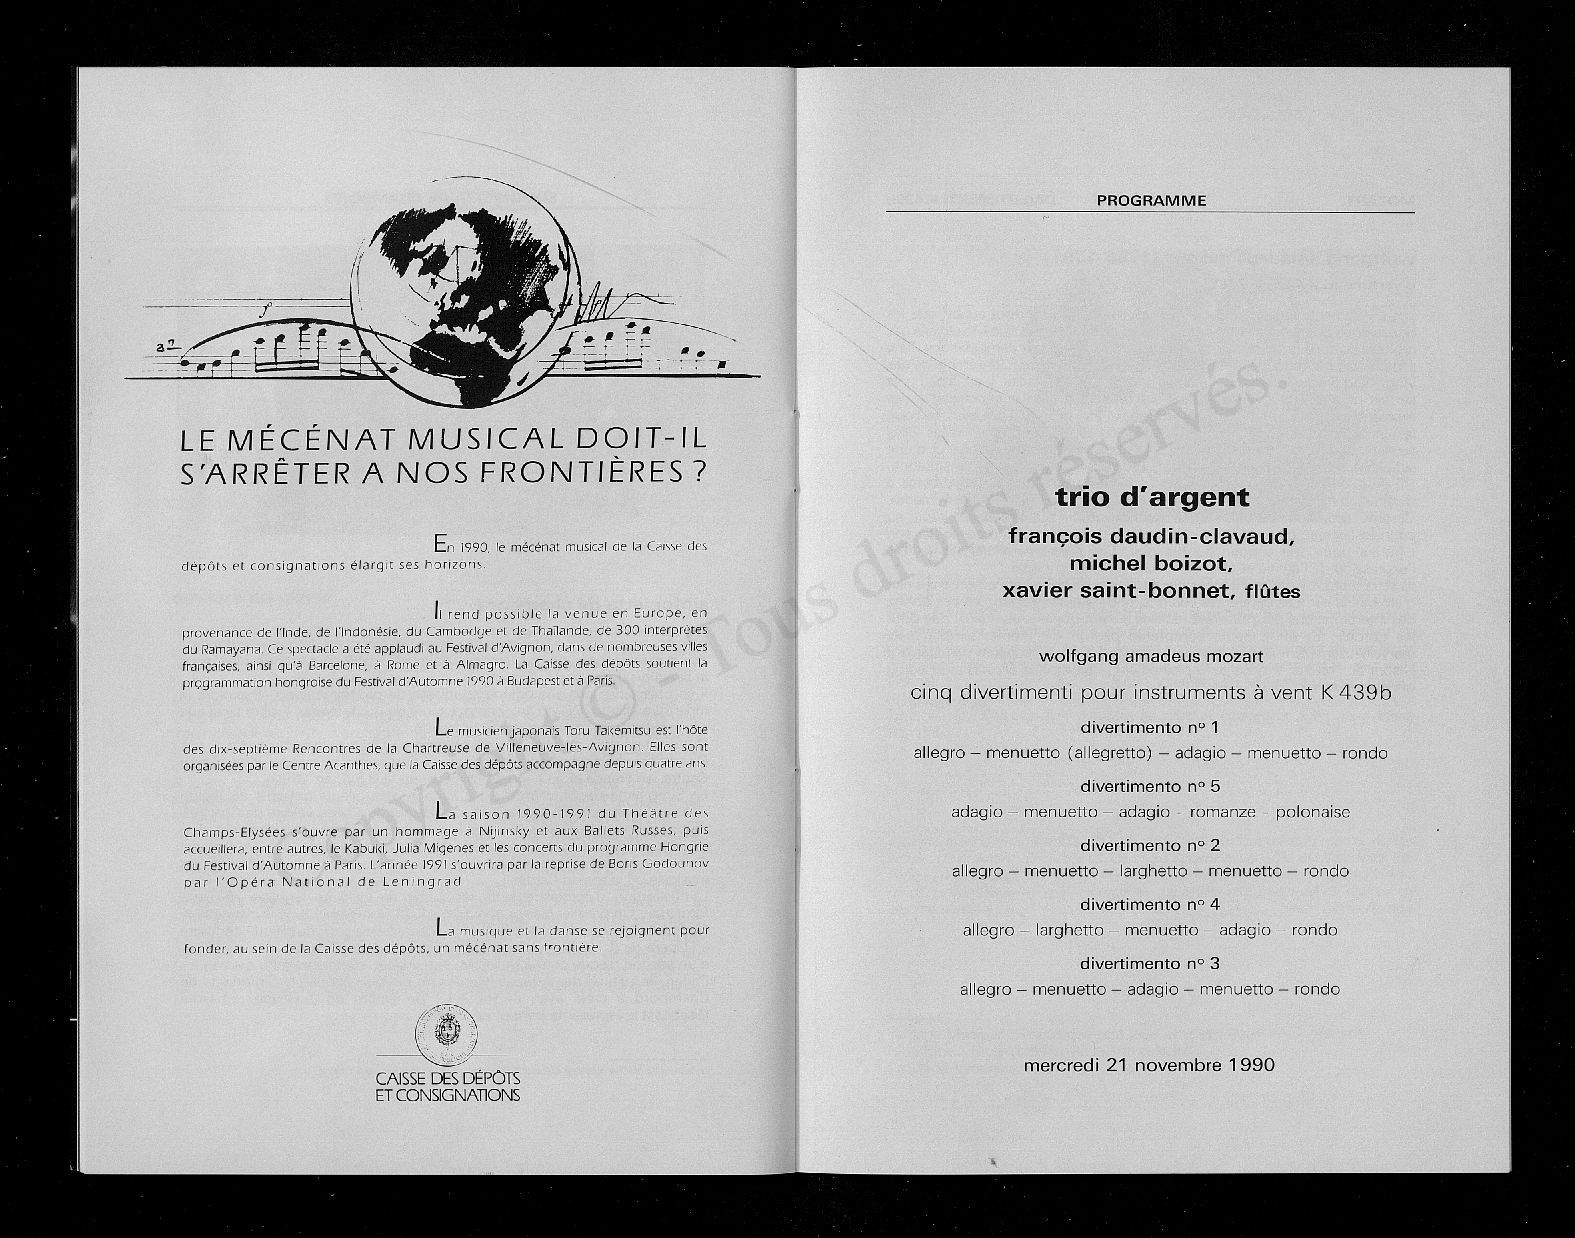 LE MÉCÉNAT MUSICAL DOIT-IL
S'ARRÊTER A NOS FRONTIÈRES ?
En 1990, le mécénat musical de la Caisse des
dépôts et consignations élargit ses horizons.
Il rend possible la venue en Europe, en
provenance de l'Inde, de l'Indonésie, du Cambodge et de Thaïlande, de 300 interprètes
du Ramayana. Ce spectacle a été applaudi au Festival d'Avignon, dans de nombreuses villes
françaises, ainsi qu'à Barcelone, à Rome et à Almagro. La Caisse des dépôts soutient la
programmation hongroise du Festival d'Automne 1990 à Budapest et à Paris.
Le musicien japonais Toru Takemitsu est l'hôte
des dix-septième Rencontres de la Chartreuse de Villeneuve-lès-Avignon. Elles sont
organisées par le Centre Acanthes, que la Caisse des dépôts accompagne depuis quatre ans.
La saison 1990-1991 du Théâtre des
Champs-Elysées s'ouvre par un hommage à Nijinsky et aux Ballets Russes, puis
accueillera, entre autres, le Kabuki, Julia Migenes et les concerts du programme Hongrie
du Festival d'Automne à Paris. L'année 1991 s'ouvrira par la reprise de Boris Godounov
par l'Opéra National de Leningrad
La musique et la danse se rejoignent pour
fonder, au sein de la Caisse des dépôts, un mécénat sans frontière
CAISSE DES DÉPÔTS
ET CONSIGNATIONS
PROGRAMME
trio d'argent
françois daudin-clavaud,
michel boizot,
xavier saint-bonnet, flûtes
wolfgang amadeus mozart
cinq divertimenti pour instruments à vent K 439b
divertimento nº 1
allegro – menuetto (allegretto) – adagio – menuetto – rondo
divertimento nº 5
adagio – menuetto – adagio - romanze - polonaise
divertimento nº 2
allegro – menuetto – larghetto – menuetto – rondo
divertimento nº 4
allegro – larghetto – menuetto – adagio – rondo
divertimento nº 3
allegro – menuetto – adagio – menuetto – rondo
mercredi 21 novembre 1990
Copyright © - Tous droits réservés.